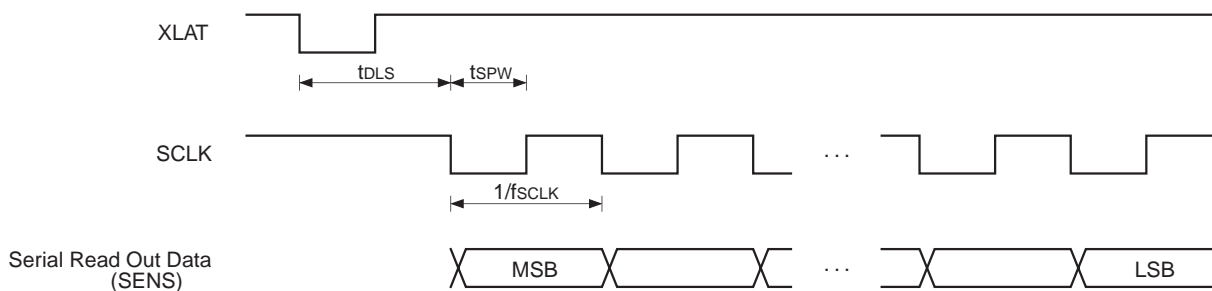 XLAT
tDLS
tSPW
SCLK
...
1/fSCLK
Serial Read Out Data
(SENS)
MSB
...
LSB